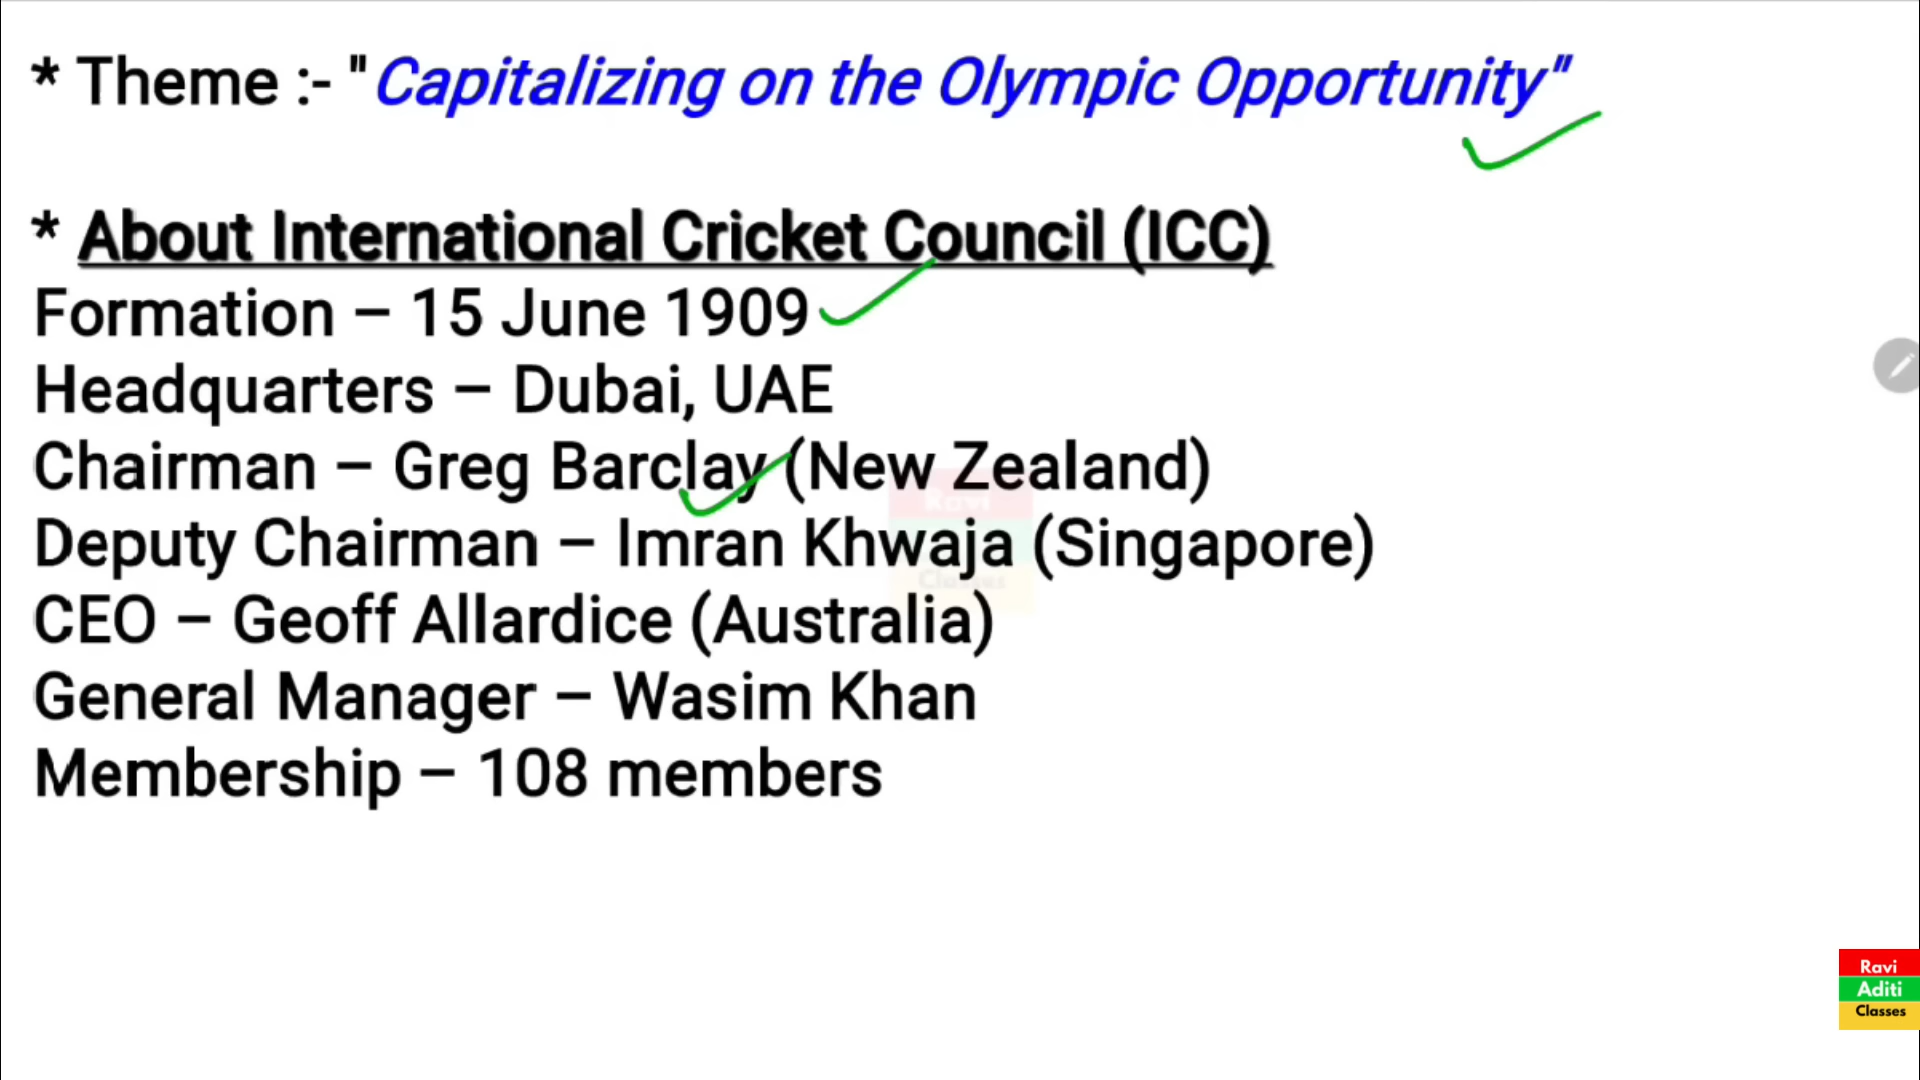 * Theme :- "Capitalizing on the Olympic Opportunity"
* About International Cricket Council (ICC)
Formation – 15 June 1909
Headquarters – Dubai, UAE
Chairman – Greg Barclay (New Zealand)
Deputy Chairman – Imran Khwaja (Singapore)
CEO – Geoff Allardice (Australia)
General Manager – Wasim Khan
Membership – 108 members
Ravi
Classes
Ravi
Aditi
Classes